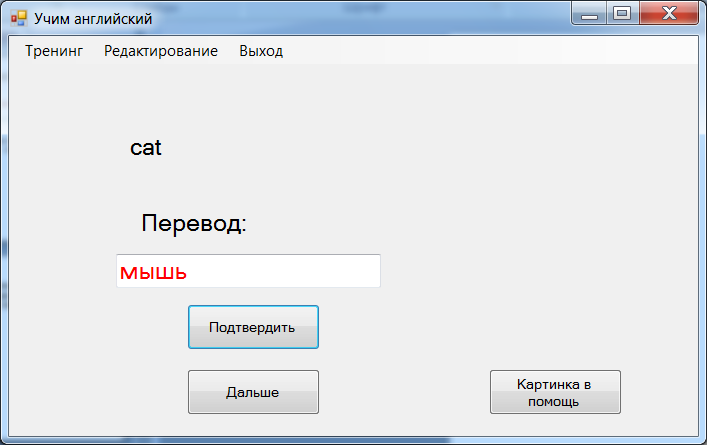 Учим английский
Тренинг Редактирование Выход
cat
Перевод:
мышь
Подтвердить
Дальше
Картинка в
помощь